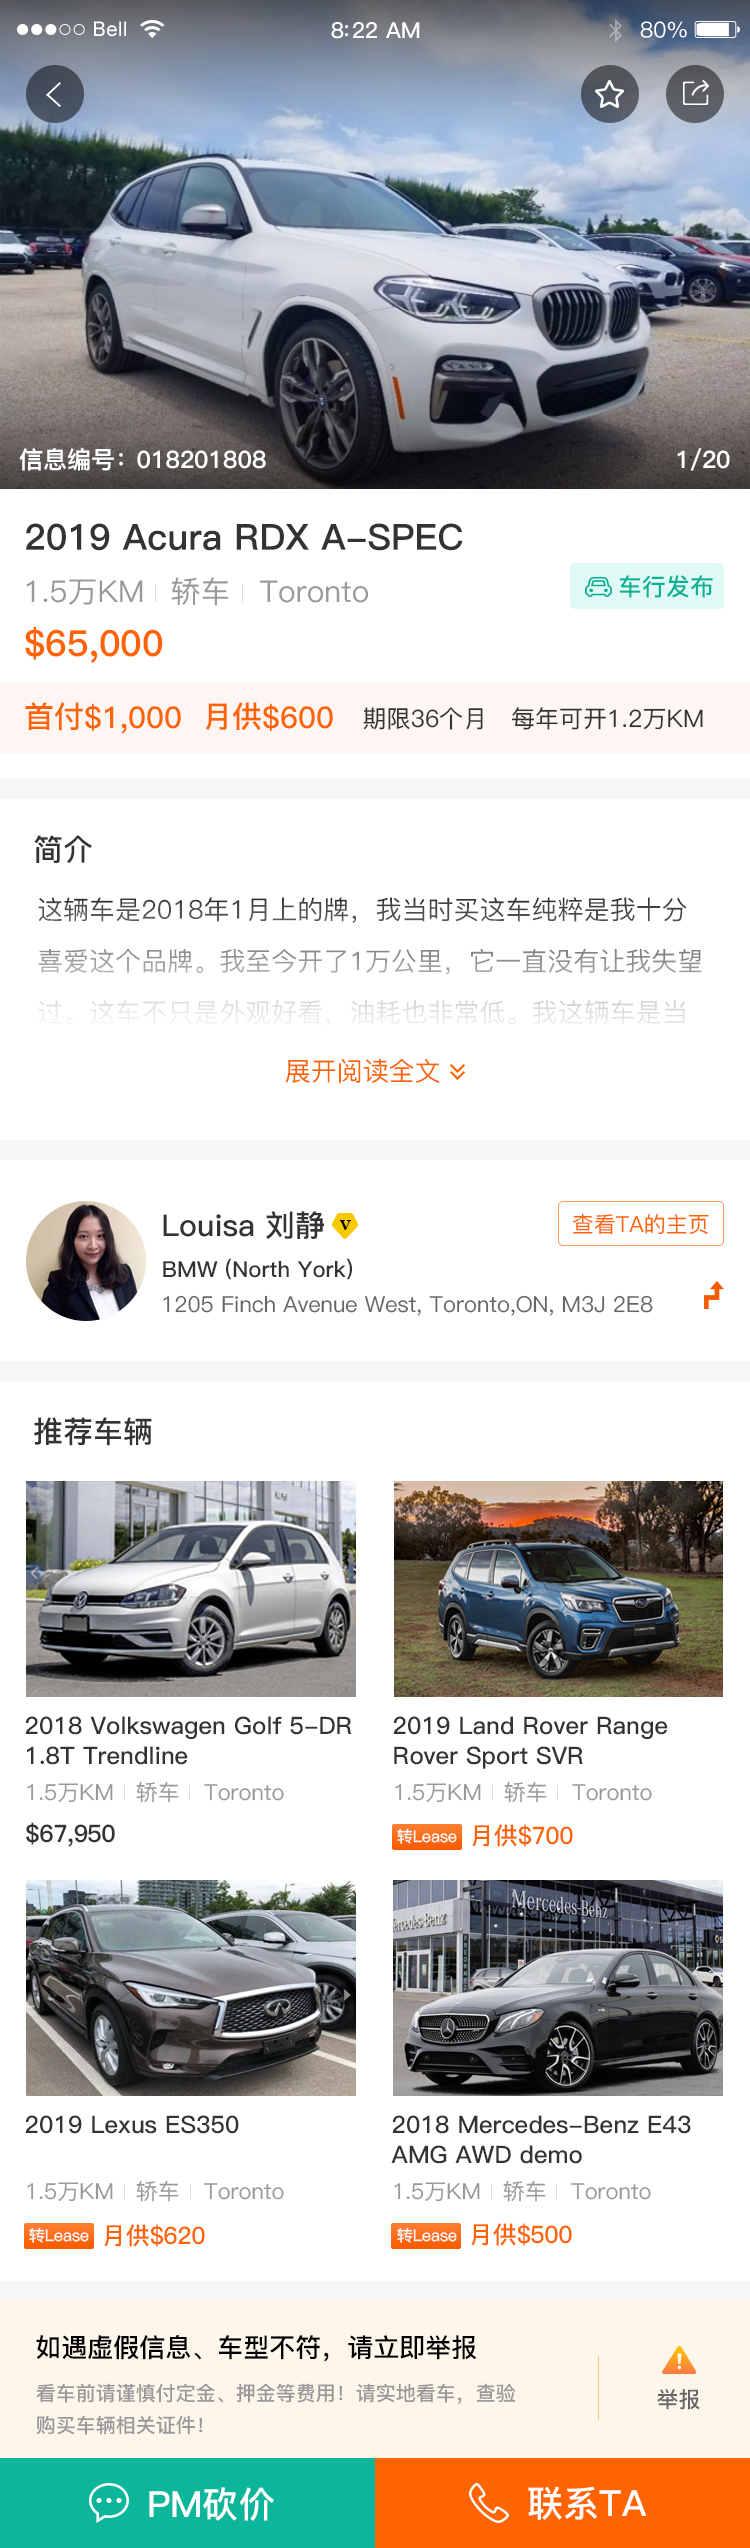 Bell 8:22 AM 80%
信息编号：018201808 1/20
2019 Acura RDX A-SPEC
1.5万KM 轿车 Toronto 车行发布
$65,000
首付$1,000 月供$600 期限36个月 每年可开1.2万KM
简介
这辆车是2018年1月上的牌，我当时买这车纯粹是我十分
喜爱这个品牌。我至今开了1万公里，它一直没有让我失望
过。这车不只是外观好看，油耗也非常低。我这辆车是当
展开阅读全文
Louisa 刘静 V 查看TA的主页
BMW (North York)
1205 Finch Avenue West, Toronto,ON, M3J 2E8
推荐车辆
2018 Volkswagen Golf 5-DR
1.8T Trendline
1.5万KM 轿车 Toronto
$67,950
2019 Land Rover Range
Rover Sport SVR
1.5万KM 轿车 Toronto
转Lease 月供$700
2019 Lexus ES350
1.5万KM 轿车 Toronto
转Lease 月供$620
Mercedes-Benz
2018 Mercedes-Benz E43
AMG AWD demo
1.5万KM 轿车 Toronto
转Lease 月供$500
如遇虚假信息、车型不符，请立即举报
看车前请谨慎付定金、押金等费用！请实地看车，查验
购买车辆相关证件！
举报
PM砍价 联系TA